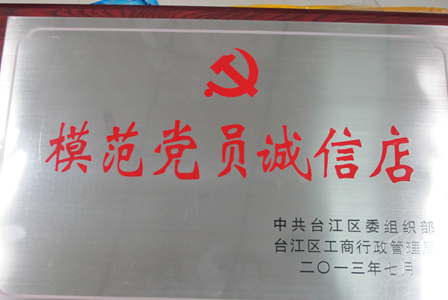 模范党员诚信店
中共台江区委组织部
台江区工商行政管理局
二〇一三年七月